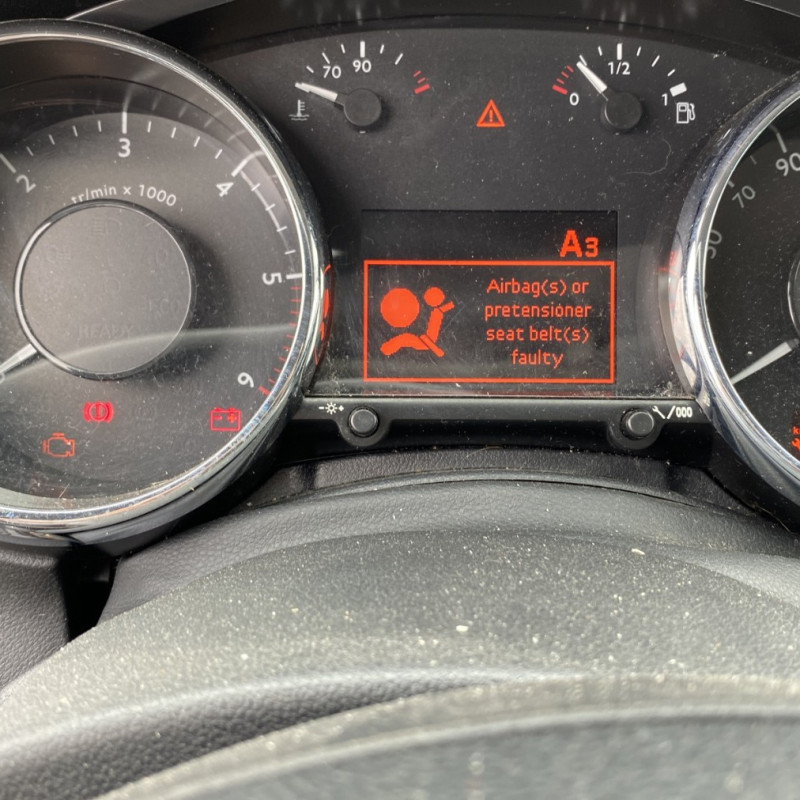 70 90
1/2
0
1
2
3
4
5
6
tr/min x 1000
A3
Airbag(s) or
pretensioner
seat belt(s)
faulty
/000
70
90